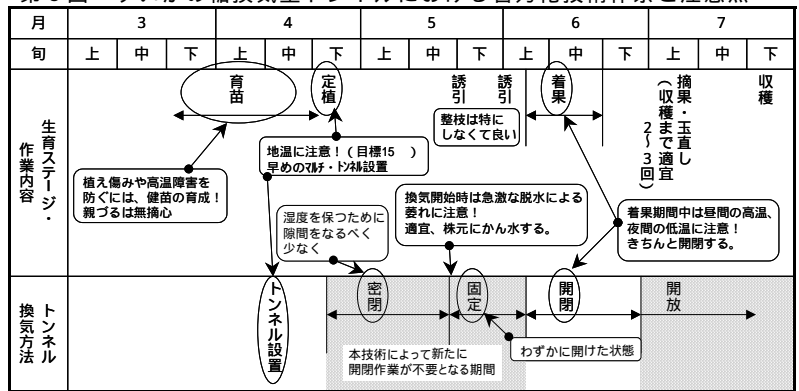 月 3 4 5 6 7
旬 上 中 下 上 中 下 上 中 下 上 中 下 上 中 下
生育ステージ・
作業内容
育苗
定植
誘引
誘引
着果
摘果・玉直し
（収穫まで適宜
2～3回）
収穫
整枝は特に
しなくて良い
地温に注意！（目標15　）
早めのマルチ・トンネル設置
植え傷みや高温障害を
防ぐには、健苗の育成！
親づるは無摘心
湿度を保つために
隙間をなるべく
少なく
換気開始時は急激な脱水による
萎れに注意！
適宜、株元にかん水する。
着果期間中は昼間の高温、
夜間の低温に注意！
きちんと開閉する。
トンネル
換気方法
トンネル設置
密閉
固定
開閉
開放
わずかに開けた状態
本技術によって新たに
開閉作業が不要となる期間